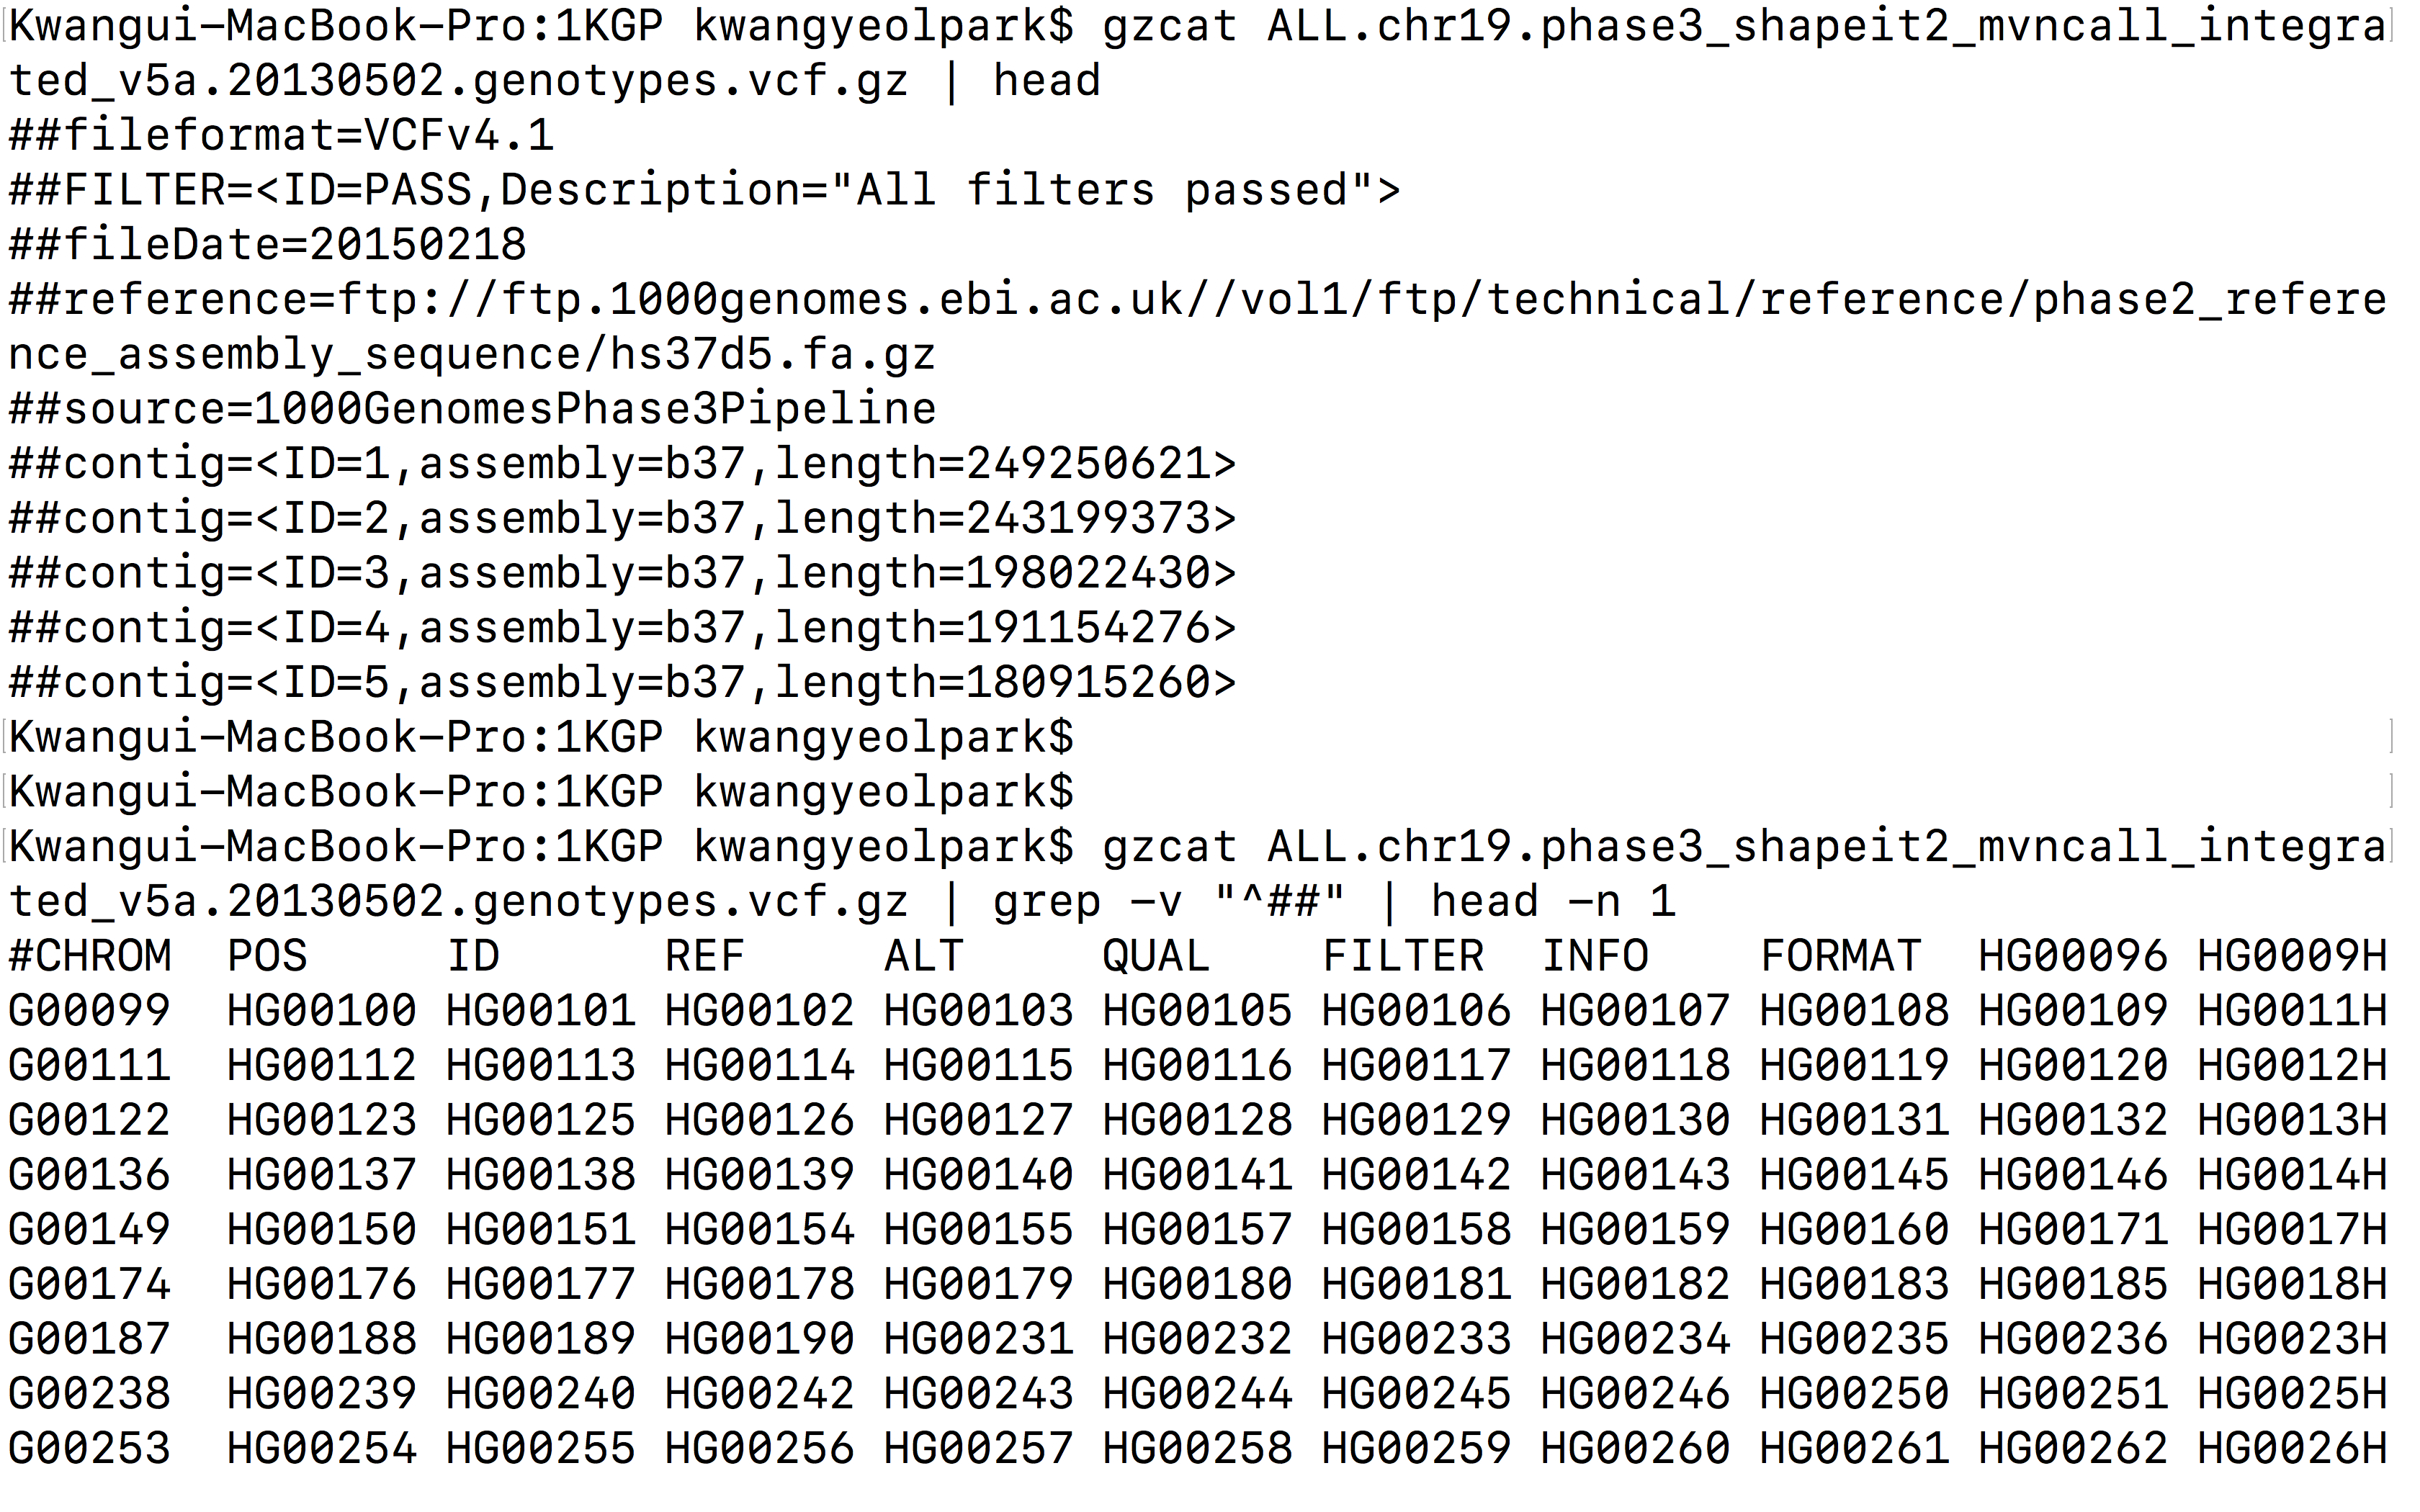 Kwangui-MacBook-Pro:1KGP kwangyeolpark$ gzcat ALL.chr19.phase3_shapeit2_mvncall_integra
ted_v5a.20130502.genotypes.vcf.gz | head
##fileformat=VCFv4.1
##FILTER=<ID=PASS,Description="All filters passed">
##fileDate=20150218
##reference=ftp://ftp.1000genomes.ebi.ac.uk//vol1/ftp/technical/reference/phase2_refere
nce_assembly_sequence/hs37d5.fa.gz
##source=1000GenomesPhase3Pipeline
##contig=<ID=1,assembly=b37,length=249250621>
##contig=<ID=2,assembly=b37,length=243199373>
##contig=<ID=3,assembly=b37,length=198022430>
##contig=<ID=4,assembly=b37,length=191154276>
##contig=<ID=5,assembly=b37,length=180915260>
Kwangui-MacBook-Pro:1KGP kwangyeolpark$
Kwangui-MacBook-Pro:1KGP kwangyeolpark$
Kwangui-MacBook-Pro:1KGP kwangyeolpark$ gzcat ALL.chr19.phase3_shapeit2_mvncall_integra
ted_v5a.20130502.genotypes.vcf.gz | grep -v "^##" | head -n 1
#CHROM POS ID REF ALT QUAL FILTER INFO FORMAT HG00096 HG0009H
G00099 HG00100 HG00101 HG00102 HG00103 HG00105 HG00106 HG00107 HG00108 HG00109 HG0011H
G00111 HG00112 HG00113 HG00114 HG00115 HG00116 HG00117 HG00118 HG00119 HG00120 HG0012H
G00122 HG00123 HG00125 HG00126 HG00127 HG00128 HG00129 HG00130 HG00131 HG00132 HG0013H
G00136 HG00137 HG00138 HG00139 HG00140 HG00141 HG00142 HG00143 HG00145 HG00146 HG0014H
G00149 HG00150 HG00151 HG00154 HG00155 HG00157 HG00158 HG00159 HG00160 HG00171 HG0017H
G00174 HG00176 HG00177 HG00178 HG00179 HG00180 HG00181 HG00182 HG00183 HG00185 HG0018H
G00187 HG00188 HG00189 HG00190 HG00231 HG00232 HG00233 HG00234 HG00235 HG00236 HG0023H
G00238 HG00239 HG00240 HG00242 HG00243 HG00244 HG00245 HG00246 HG00250 HG00251 HG0025H
G00253 HG00254 HG00255 HG00256 HG00257 HG00258 HG00259 HG00260 HG00261 HG00262 HG0026H